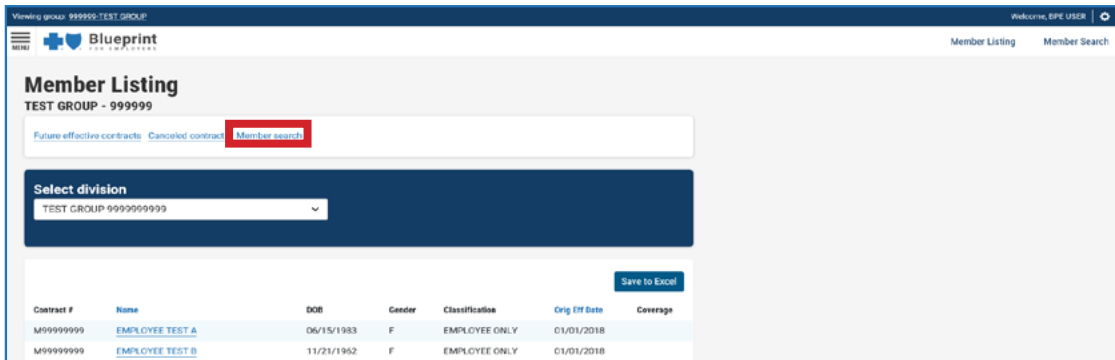 Viewing group: 999999-TEST GROUP Welcome, BPE USER
MENU Blueprint Member Listing Member Search
FOR EMPLOYERS
Member Listing
TEST GROUP - 999999
Future effective contracts Canceled contract Member search
Select division
TEST GROUP 9999999999
Save to Excel
Contract # Name DOB Gender Classification Orig Eff Date Coverage
M99999999 EMPLOYEE TEST A 06/15/1983 F EMPLOYEE ONLY 01/01/2018
M99999999 EMPLOYEE TEST B 11/21/1962 F EMPLOYEE ONLY 01/01/2018